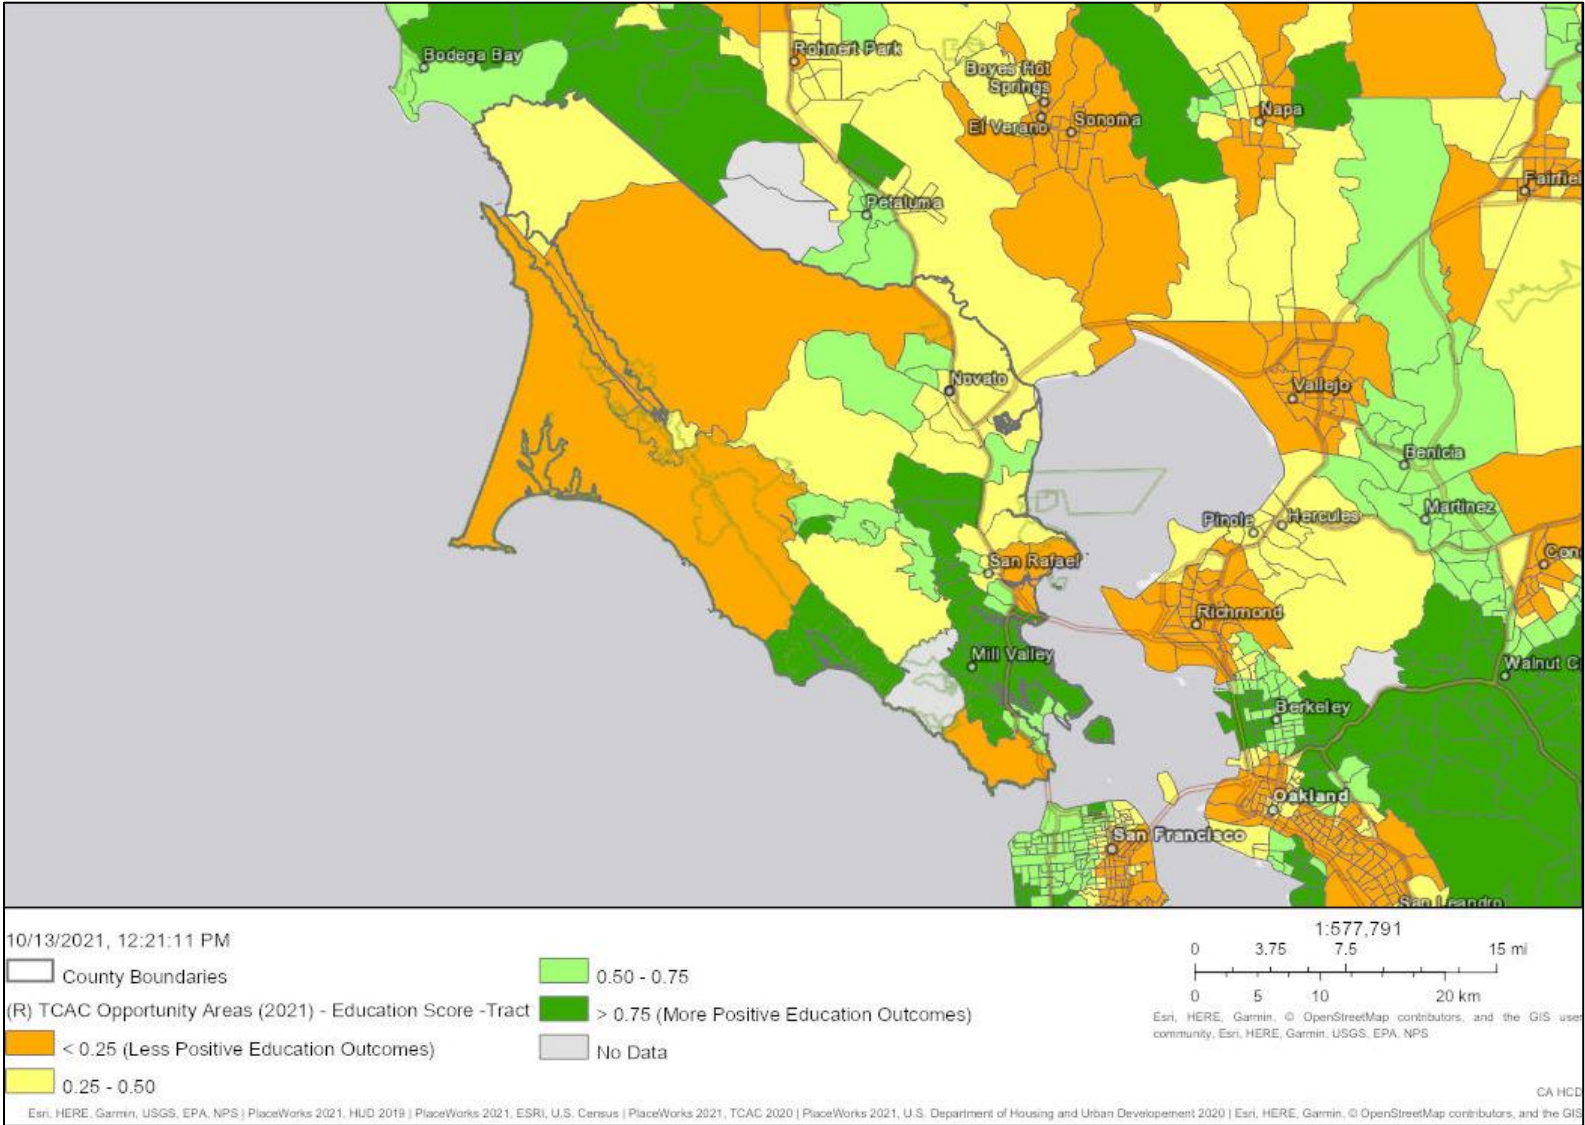 Bodega Bay
Rohnert Park
Boyes Hot
Springs
El Verano
Sonoma
Napa
Fairfiel
Petaluma
Novato
Vallejo
Benicia
Martinez
Pinole
Hercules
Con
San Rafael
Richmond
Mill Valley
Walnut C
Berkeley
Oakland
San Francisco
San Leandro
10/13/2021, 12:21:11 PM
County Boundaries
(R) TCAC Opportunity Areas (2021) - Education Score -Tract
< 0.25 (Less Positive Education Outcomes)
0.25 - 0.50
0.50 - 0.75
> 0.75 (More Positive Education Outcomes)
No Data
1:577,791
0 3.75 7.5 15 mi
0 5 10 20 km
Esri, HERE, Garmin, © OpenStreetMap contributors, and the GIS user
community, Esri, HERE, Garmin, USGS, EPA, NPS
CA HCD
Esri, HERE, Garmin, USGS, EPA, NPS | PlaceWorks 2021, HUD 2019 | PlaceWorks 2021, ESRI, U.S. Census | PlaceWorks 2021, TCAC 2020 | PlaceWorks 2021, U.S. Department of Housing and Urban Developement 2020 | Esri, HERE, Garmin, © OpenStreetMap contributors, and the GIS